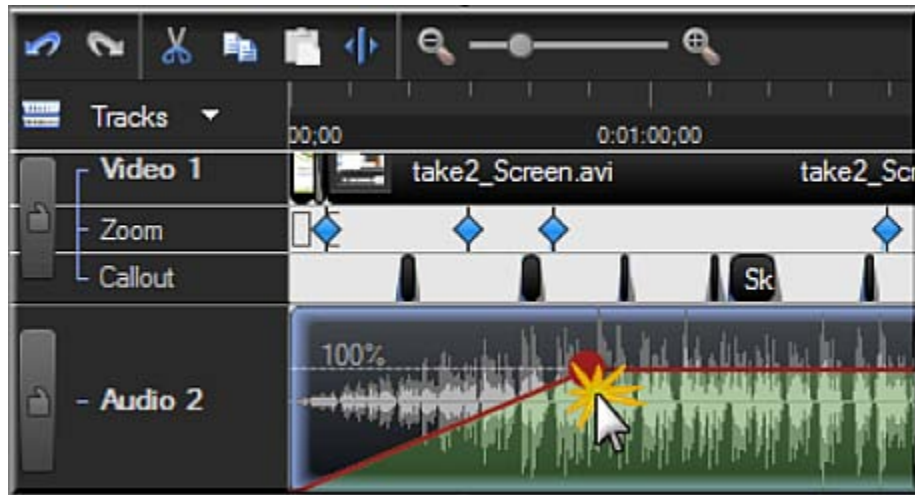 Tracks
00;00 0:01:00;00
Video 1 take2_Screen.avi take2_Scr
Zoom
Callout Sk
100%
Audio 2